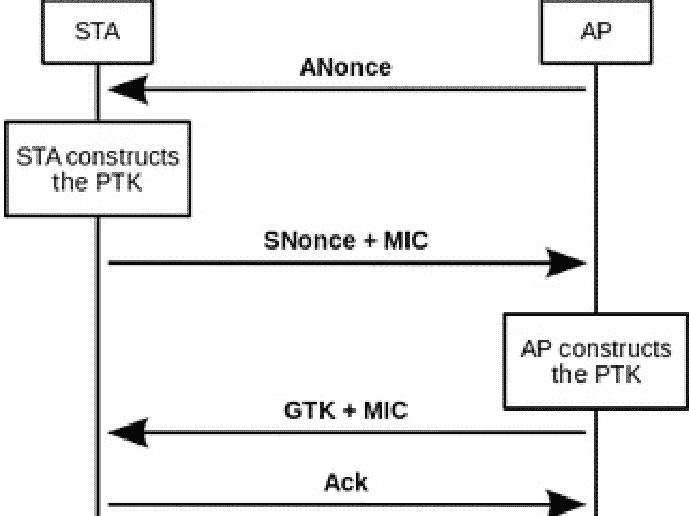 STA
AP
ANonce
STA constructs
the PTK
SNonce + MIC
AP constructs
the PTK
GTK + MIC
Ack